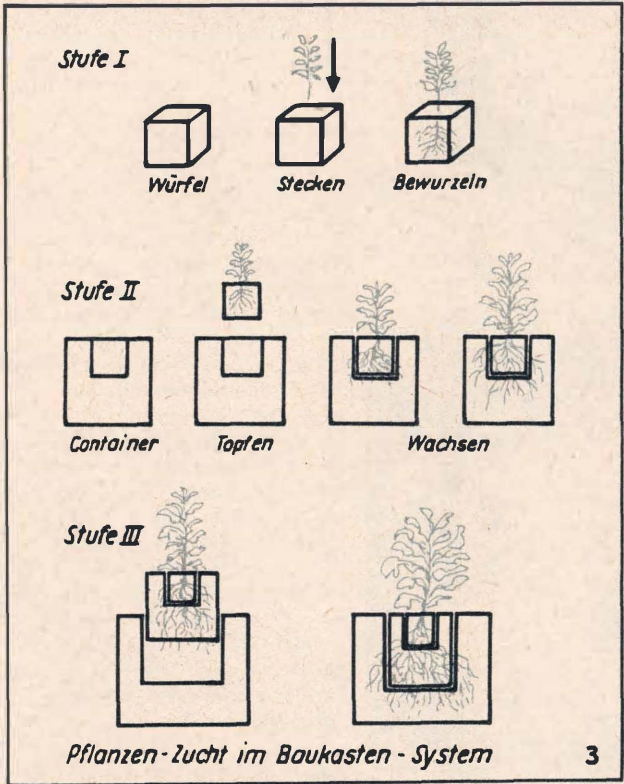 Stufe I
Würfel Stecken Bewurzeln
Stufe II
Container Topfen Wachsen
Stufe III
Pflanzen-Zucht im Baukasten-System 3